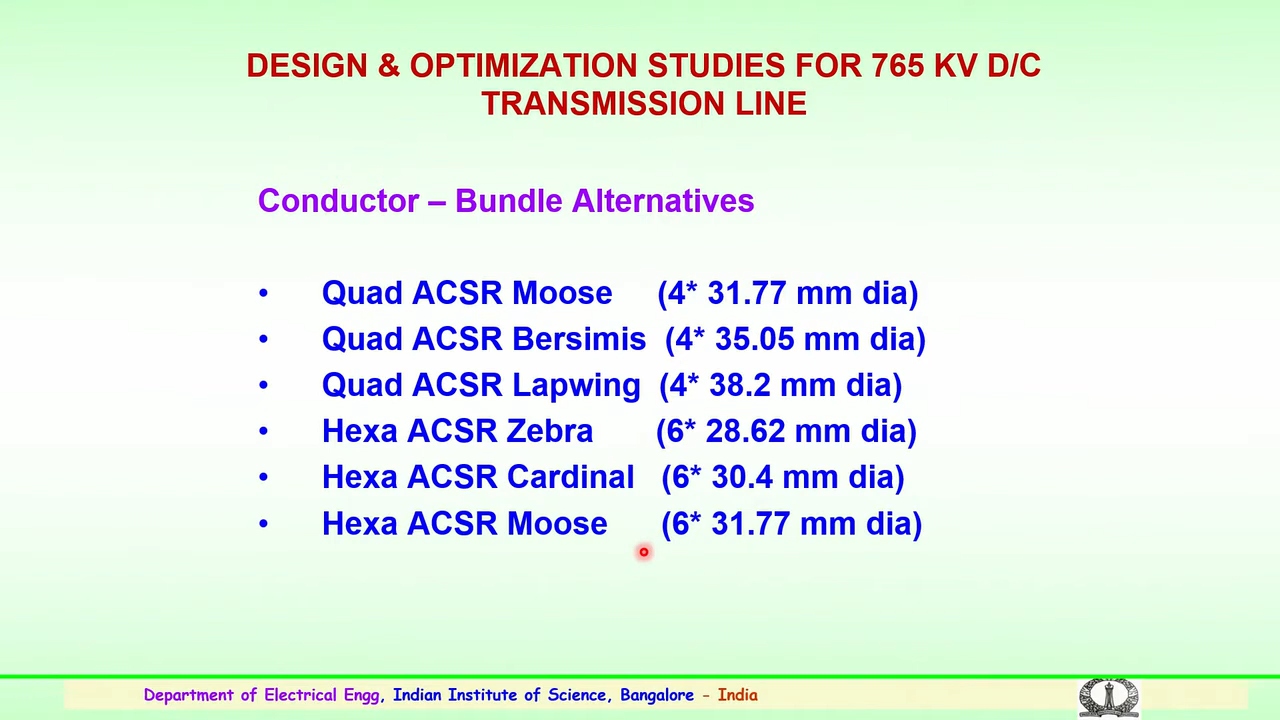 DESIGN & OPTIMIZATION STUDIES FOR 765 KV D/C
TRANSMISSION LINE
Conductor – Bundle Alternatives
• Quad ACSR Moose (4* 31.77 mm dia)
• Quad ACSR Bersimis (4* 35.05 mm dia)
• Quad ACSR Lapwing (4* 38.2 mm dia)
• Hexa ACSR Zebra (6* 28.62 mm dia)
• Hexa ACSR Cardinal (6* 30.4 mm dia)
• Hexa ACSR Moose (6* 31.77 mm dia)
Department of Electrical Engg, Indian Institute of Science, Bangalore - India